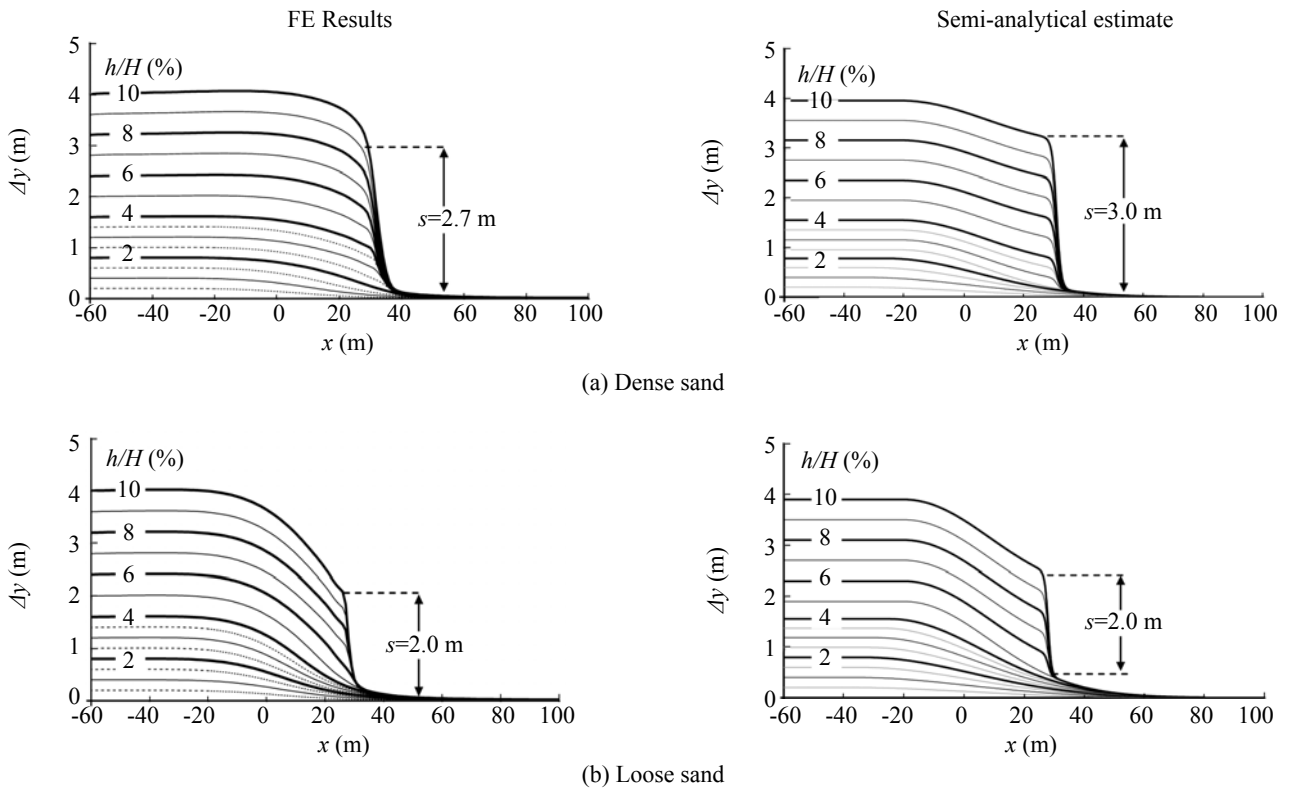 FE Results
Semi-analytical estimate
5
4
3
2
1
0
Δy (m)
h/H (%)
10
8
6
4
2
s=2.7 m
-60 -40 -20 0 20 40 60 80 100
x (m)
5
4
3
2
1
0
Δy (m)
h/H (%)
10
8
6
4
2
s=3.0 m
-60 -40 -20 0 20 40 60 80 100
x (m)
(a) Dense sand
5
4
3
2
1
0
Δy (m)
h/H (%)
10
8
6
4
2
s=2.0 m
-60 -40 -20 0 20 40 60 80 100
x (m)
5
4
3
2
1
0
Δy (m)
h/H (%)
10
8
6
4
2
s=2.0 m
-60 -40 -20 0 20 40 60 80 100
x (m)
(b) Loose sand